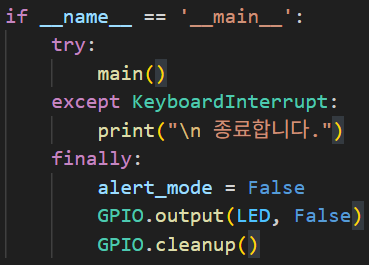 if __name__ == '__main__':
    try:
        main()
    except KeyboardInterrupt:
        print("\n 종료합니다.")
    finally:
        alert_mode = False
        GPIO.output(LED, False)
        GPIO.cleanup()